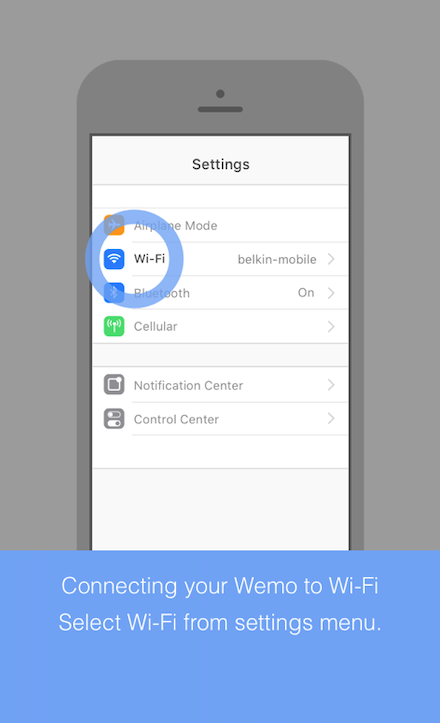 Settings
Airplane Mode
Wi-Fi belkin-mobile
Bluetooth On
Cellular
Notification Center
Control Center
Connecting your Wemo to Wi-Fi
Select Wi-Fi from settings menu.